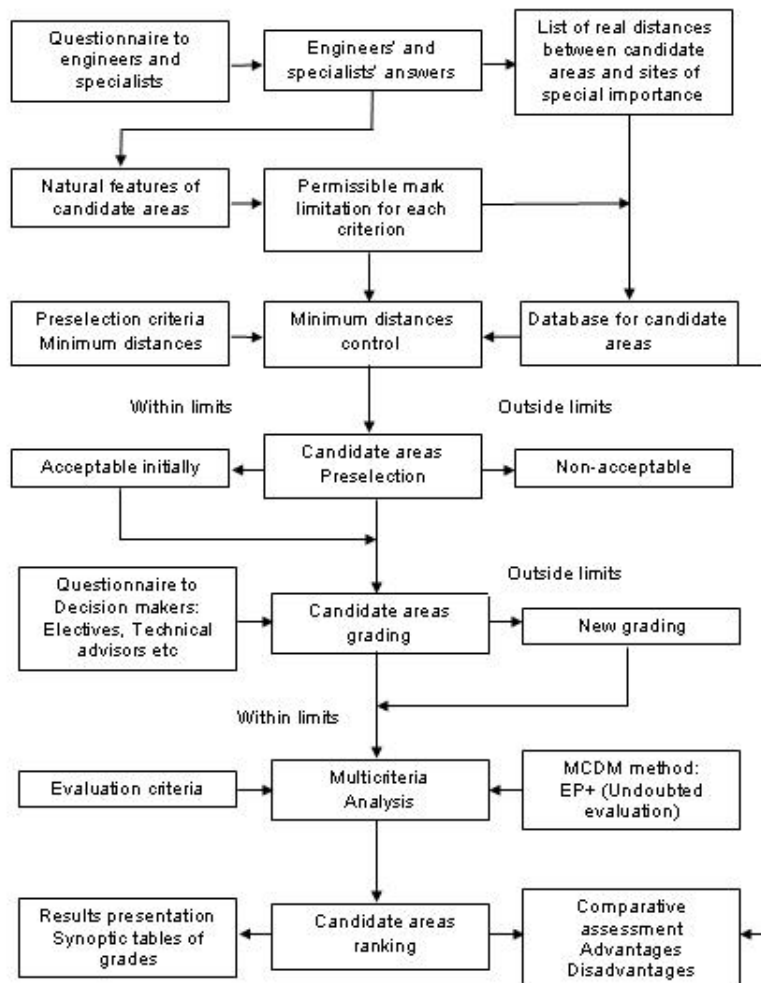 Questionnaire to
engineers and
specialists
Engineers' and
specialists' answers
List of real distances
between candidate
areas and sites of
special importance
Natural features of
candidate areas
Permissible mark
limitation for each
criterion
Preselection criteria
Minimum distances
Minimum distances
control
Database for candidate
areas
Within limits
Outside limits
Acceptable initially
Candidate areas
Preselection
Non-acceptable
Questionnaire to
Decision makers:
Electives, Technical
advisors etc
Candidate areas
grading
Outside limits
New grading
Within limits
Evaluation criteria
Multicriteria
Analysis
MCDM method:
EP+ (Undoubted
evaluation)
Results presentation
Synoptic tables of
grades
Candidate areas
ranking
Comparative
assessment
Advantages
Disadvantages